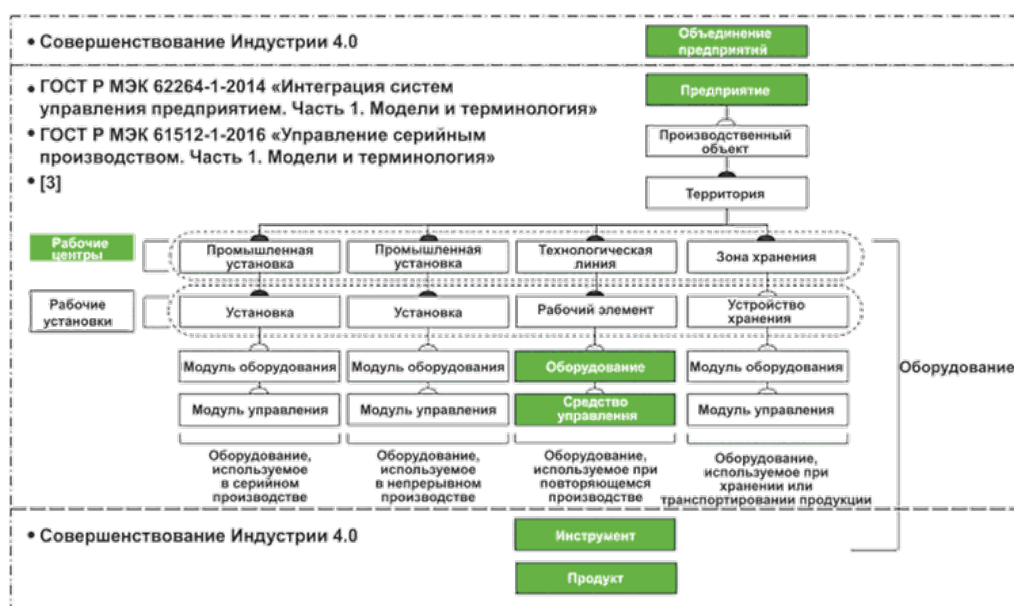 • Совершенствование Индустрии 4.0
Объединение
предприятий
• ГОСТ Р МЭК 62264-1-2014 «Интеграция систем
управления предприятием. Часть 1. Модели и терминология»
• ГОСТ Р МЭК 61512-1-2016 «Управление серийным
производством. Часть 1. Модели и терминология»
• [3]
Предприятие
Производственный
объект
Территория
Рабочие
центры
Промышленная
установка
Промышленная
установка
Технологическая
линия
Зона хранения
Рабочие
установки
Установка
Установка
Рабочий элемент
Устройство
хранения
Модуль оборудования
Модуль оборудования
Оборудование
Модуль оборудования
Оборудование
Модуль управления
Модуль управления
Средство
управления
Модуль управления
Оборудование,
используемое
в серийном
производстве
Оборудование,
используемое
в непрерывном
производстве
Оборудование,
используемое при
повторяющемся
производстве
Оборудование,
используемое при
хранении или
транспортировании продукции
• Совершенствование Индустрии 4.0
Инструмент
Продукт